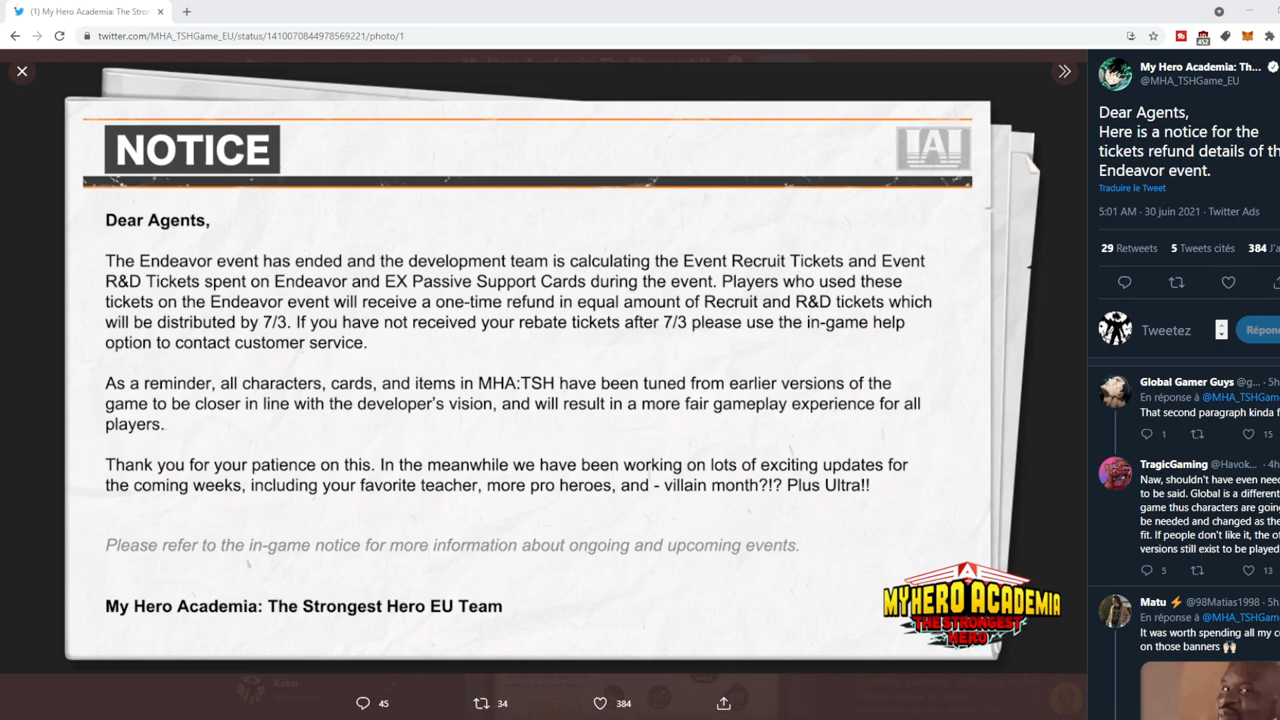 (1) My Hero Academia: The Stron
twitter.com/MHA_TSHGame_EU/status/1410070844978569221/photo/1
452
NOTICE
Dear Agents,
The Endeavor event has ended and the development team is calculating the Event Recruit Tickets and Event
R&D Tickets spent on Endeavor and EX Passive Support Cards during the event. Players who used these
tickets on the Endeavor event will receive a one-time refund in equal amount of Recruit and R&D tickets which
will be distributed by 7/3. If you have not received your rebate tickets after 7/3 please use the in-game help
option to contact customer service.
As a reminder, all characters, cards, and items in MHA:TSH have been tuned from earlier versions of the
game to be closer in line with the developer's vision, and will result in a more fair gameplay experience for all
players.
Thank you for your patience on this. In the meanwhile we have been working on lots of exciting updates for
the coming weeks, including your favorite teacher, more pro heroes, and - villain month?!? Plus Ultra!!
Please refer to the in-game notice for more information about ongoing and upcoming events.
My Hero Academia: The Strongest Hero EU Team
MY HERO ACADEMIA
THE STRONGEST
HERO
45
34
384
My Hero Academia: Th...
@MHA_TSHGame_EU
Dear Agents,
Here is a notice for the
tickets refund details of th
Endeavor event.
Traduire le Tweet
5:01 AM · 30 juin 2021 · Twitter Ads
29 Retweets 5 Tweets cités 384 J'a
Tweetez
Répon
Global Gamer Guys @g... · 5h
En réponse à @MHA_TSHGam
That second paragraph kinda f
1 15
TragicGaming @Havok... · 4h
Naw, shouldn't have even need
to be said. Global is a different
game thus characters are going
be needed and changed as the
fit. If people don't like it, the o
versions still exist to be played
5 13
Matu @98Matias1998 · 5h
En réponse à @MHA_TSHGam
It was worth spending all my c
on those banners